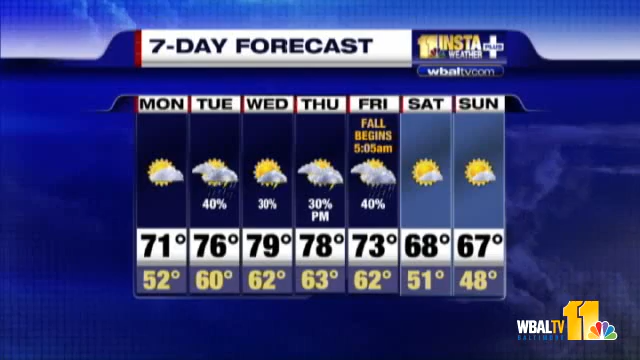 7-DAY FORECAST
11 INSTA
WEATHER PLUS
wbaltv.com
MON TUE WED THU FRI SAT SUN
FALL
BEGINS
5:05am
40% 30% 30% 40%
PM
71° 76° 79° 78° 73° 68° 67°
52° 60° 62° 63° 62° 51° 48°
WBALTV 11
BALTIMORE